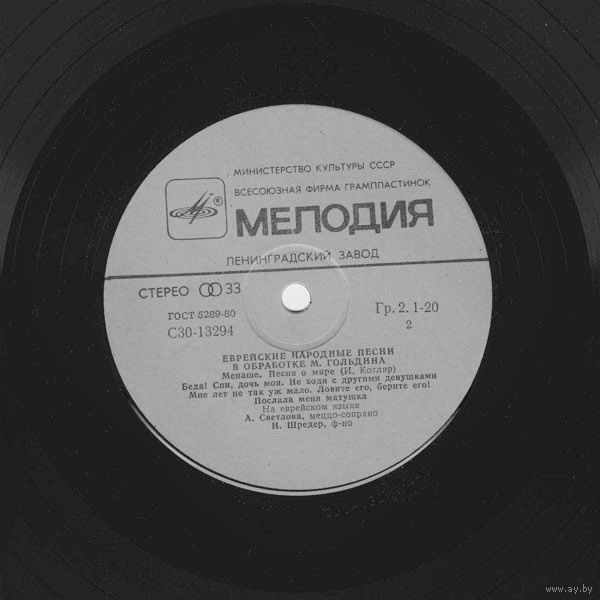 МИНИСТЕРСТВО КУЛЬТУРЫ СССР
ВСЕСОЮЗНАЯ ФИРМА ГРАМПЛАСТИНОК
®
МЕЛОДИЯ
ЛЕНИНГРАДСКИЙ ЗАВОД
СТЕРЕО 33
ГОСТ 5289-80
Гр. 2. 1-20
С30-13294
2
ЕВРЕЙСКИЕ НАРОДНЫЕ ПЕСНИ
В ОБРАБОТКЕ М. ГОЛЬДИНА
Менаше. Песня о мире (И. Котляр)
Беда! Спи, дочь моя. Не ходи с другими девушками
Мне лет не так уж мало. Ловите его, берите его!
Послала меня матушка
На еврейском языке
А. Светлова, меццо-сопрано
Н. Шредер, ф-но
www.ay.by